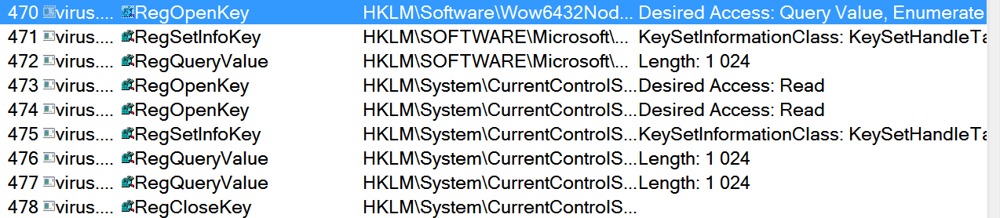 470 virus.... RegOpenKey HKLM\Software\Wow6432Nod... Desired Access: Query Value, Enumerate
471 virus.... RegSetInfoKey HKLM\SOFTWARE\Microsoft\... KeySetInformationClass: KeySetHandleTa
472 virus.... RegQueryValue HKLM\SOFTWARE\Microsoft\... Length: 1 024
473 virus.... RegOpenKey HKLM\System\CurrentControlS... Desired Access: Read
474 virus.... RegOpenKey HKLM\System\CurrentControlS... Desired Access: Read
475 virus.... RegSetInfoKey HKLM\System\CurrentControlS... KeySetInformationClass: KeySetHandleTa
476 virus.... RegQueryValue HKLM\System\CurrentControlS... Length: 1 024
477 virus.... RegQueryValue HKLM\System\CurrentControlS... Length: 1 024
478 virus.... RegCloseKey HKLM\System\CurrentControlS...